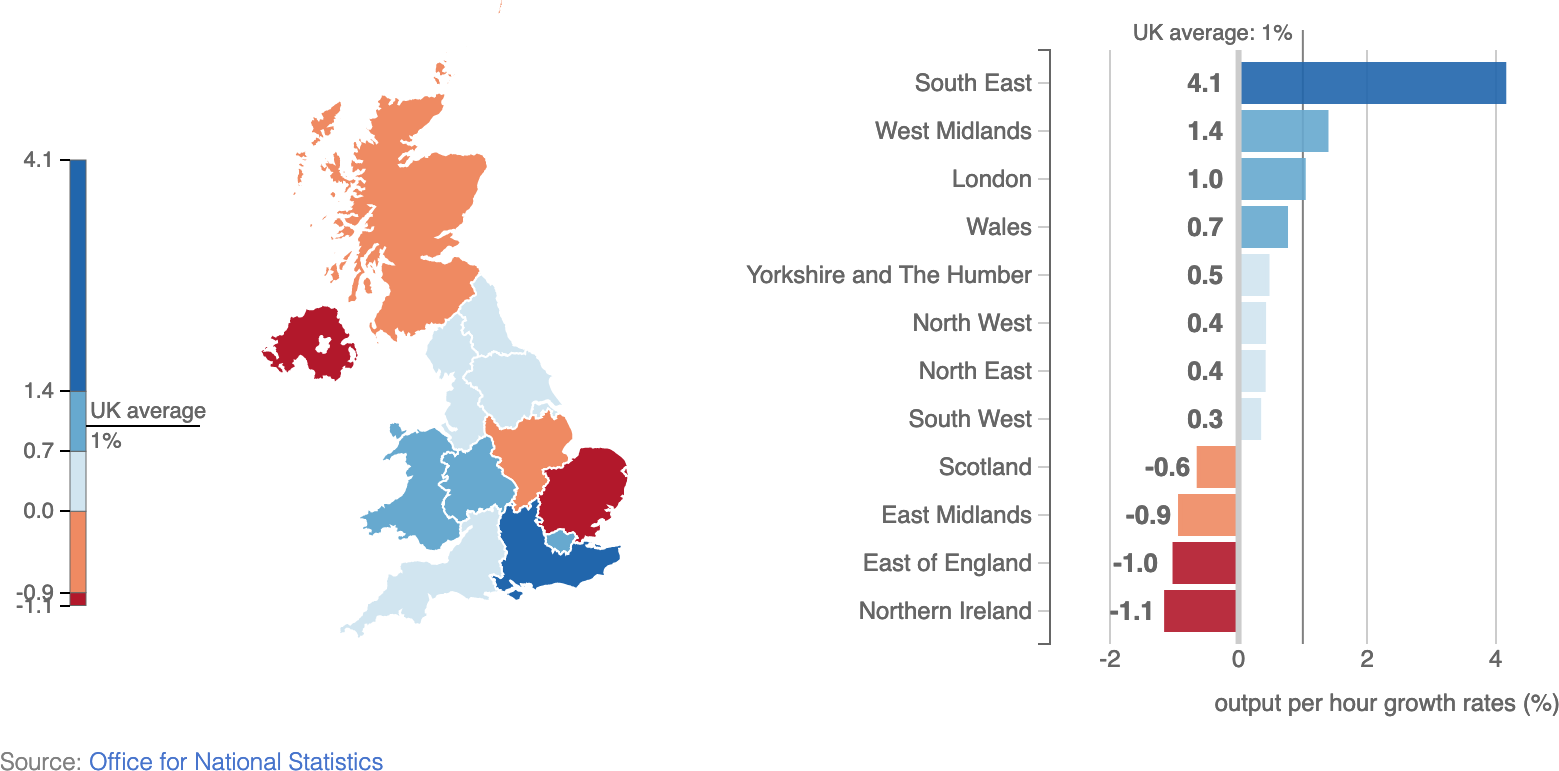 4.1
1.4
UK average
1%
0.7
0.0
-0.9
-1.1
UK average: 1%
South East 4.1
West Midlands 1.4
London 1.0
Wales 0.7
Yorkshire and The Humber 0.5
North West 0.4
North East 0.4
South West 0.3
Scotland -0.6
East Midlands -0.9
East of England -1.0
Northern Ireland -1.1
-2 0 2 4
output per hour growth rates (%)
Source: Office for National Statistics